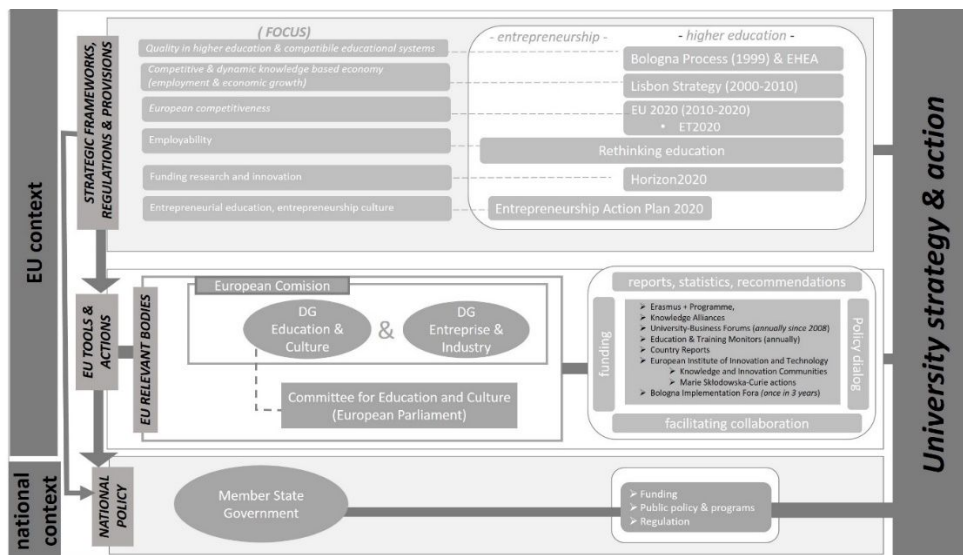 EU context
national
context
STRATEGIC FRAMEWORKS,
REGULATIONS & PROVISIONS
EU TOOLS &
ACTIONS
NATIONAL
POLICY
( FOCUS)
Quality in higher education & compatibile educational systems
Competitive & dynamic knowledge based economy
(employment & economic growth)
European competitiveness
Employability
Funding research and innovation
Entrepreneurial education, entrepreneurship culture
- entrepreneurship -
- higher education -
Bologna Process (1999) & EHEA
Lisbon Strategy (2000-2010)
EU 2020 (2010-2020)
• ET2020
Rethinking education
Horizon2020
Entrepreneurship Action Plan 2020
EU RELEVANT BODIES
European Comision
DG
Education &
Culture
&
DG
Entreprise &
Industry
Committee for Education and Culture
(European Parliament)
reports, statistics, recommendations
funding
➢ Erasmus + Programme,
➢ Knowledge Alliances
➢ University-Business Forums (annually since 2008)
➢ Education & Training Monitors (annually)
➢ Country Reports
➢ European Institute of Innovation and Technology
➢ Knowledge and Innovation Communities
➢ Marie Skłodowska-Curie actions
➢ Bologna Implementation Fora (once in 3 years)
Policy dialog
facilitating collaboration
Member State
Government
➢ Funding
➢ Public policy & programs
➢ Regulation
University strategy & action